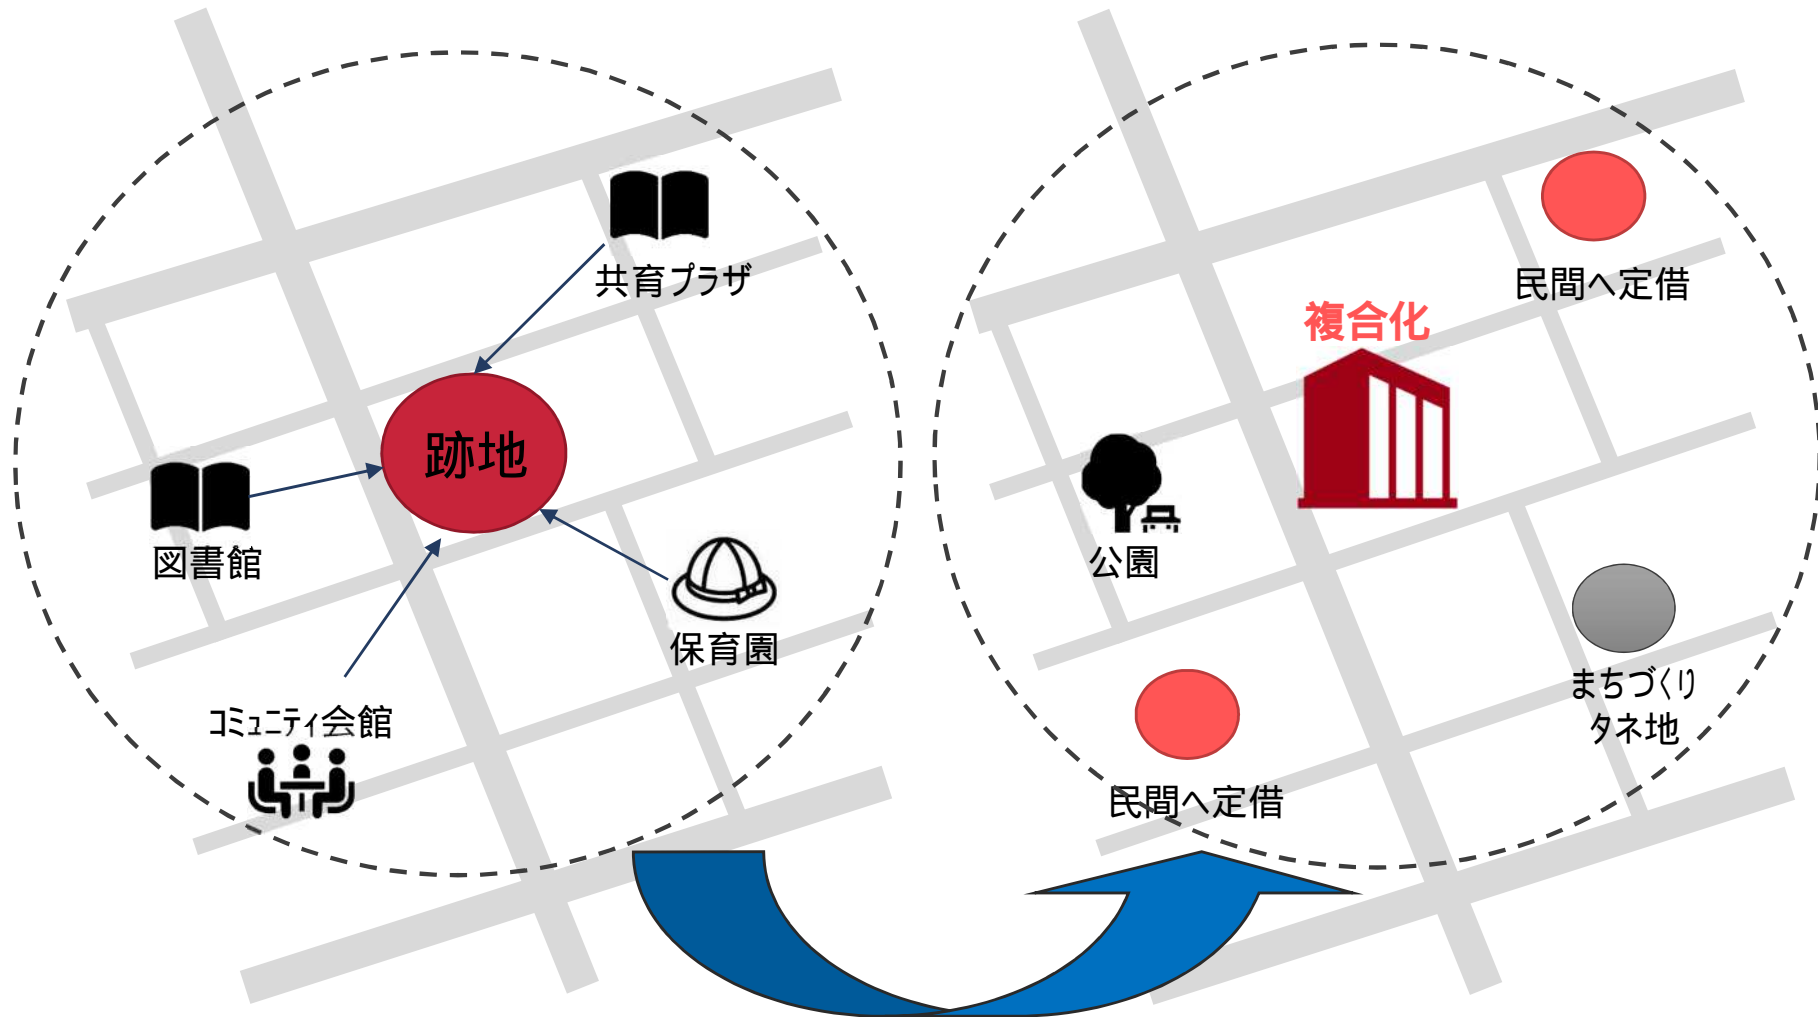 共育プラザ
跡地
図書館
保育園
コミュニティ会館
民間へ定借
複合化
公園
まちづくり
タネ地
民間へ定借